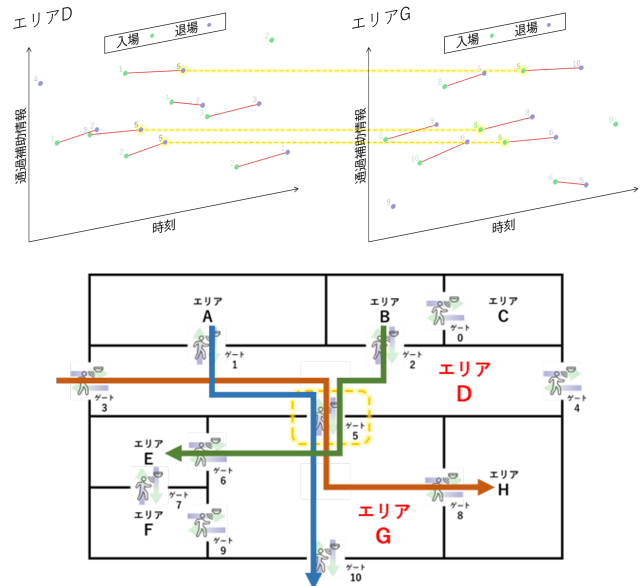 エリアD
入場
退場
通過補助情報
時刻
エリアG
入場
退場
通過補助情報
時刻
エリア
A
エリア
B
エリア
C
ゲート
0
ゲート
1
ゲート
2
エリア
D
ゲート
3
ゲート
4
ゲート
5
エリア
E
ゲート
6
ゲート
7
エリア
F
エリア
H
ゲート
8
エリア
G
ゲート
9
ゲート
10